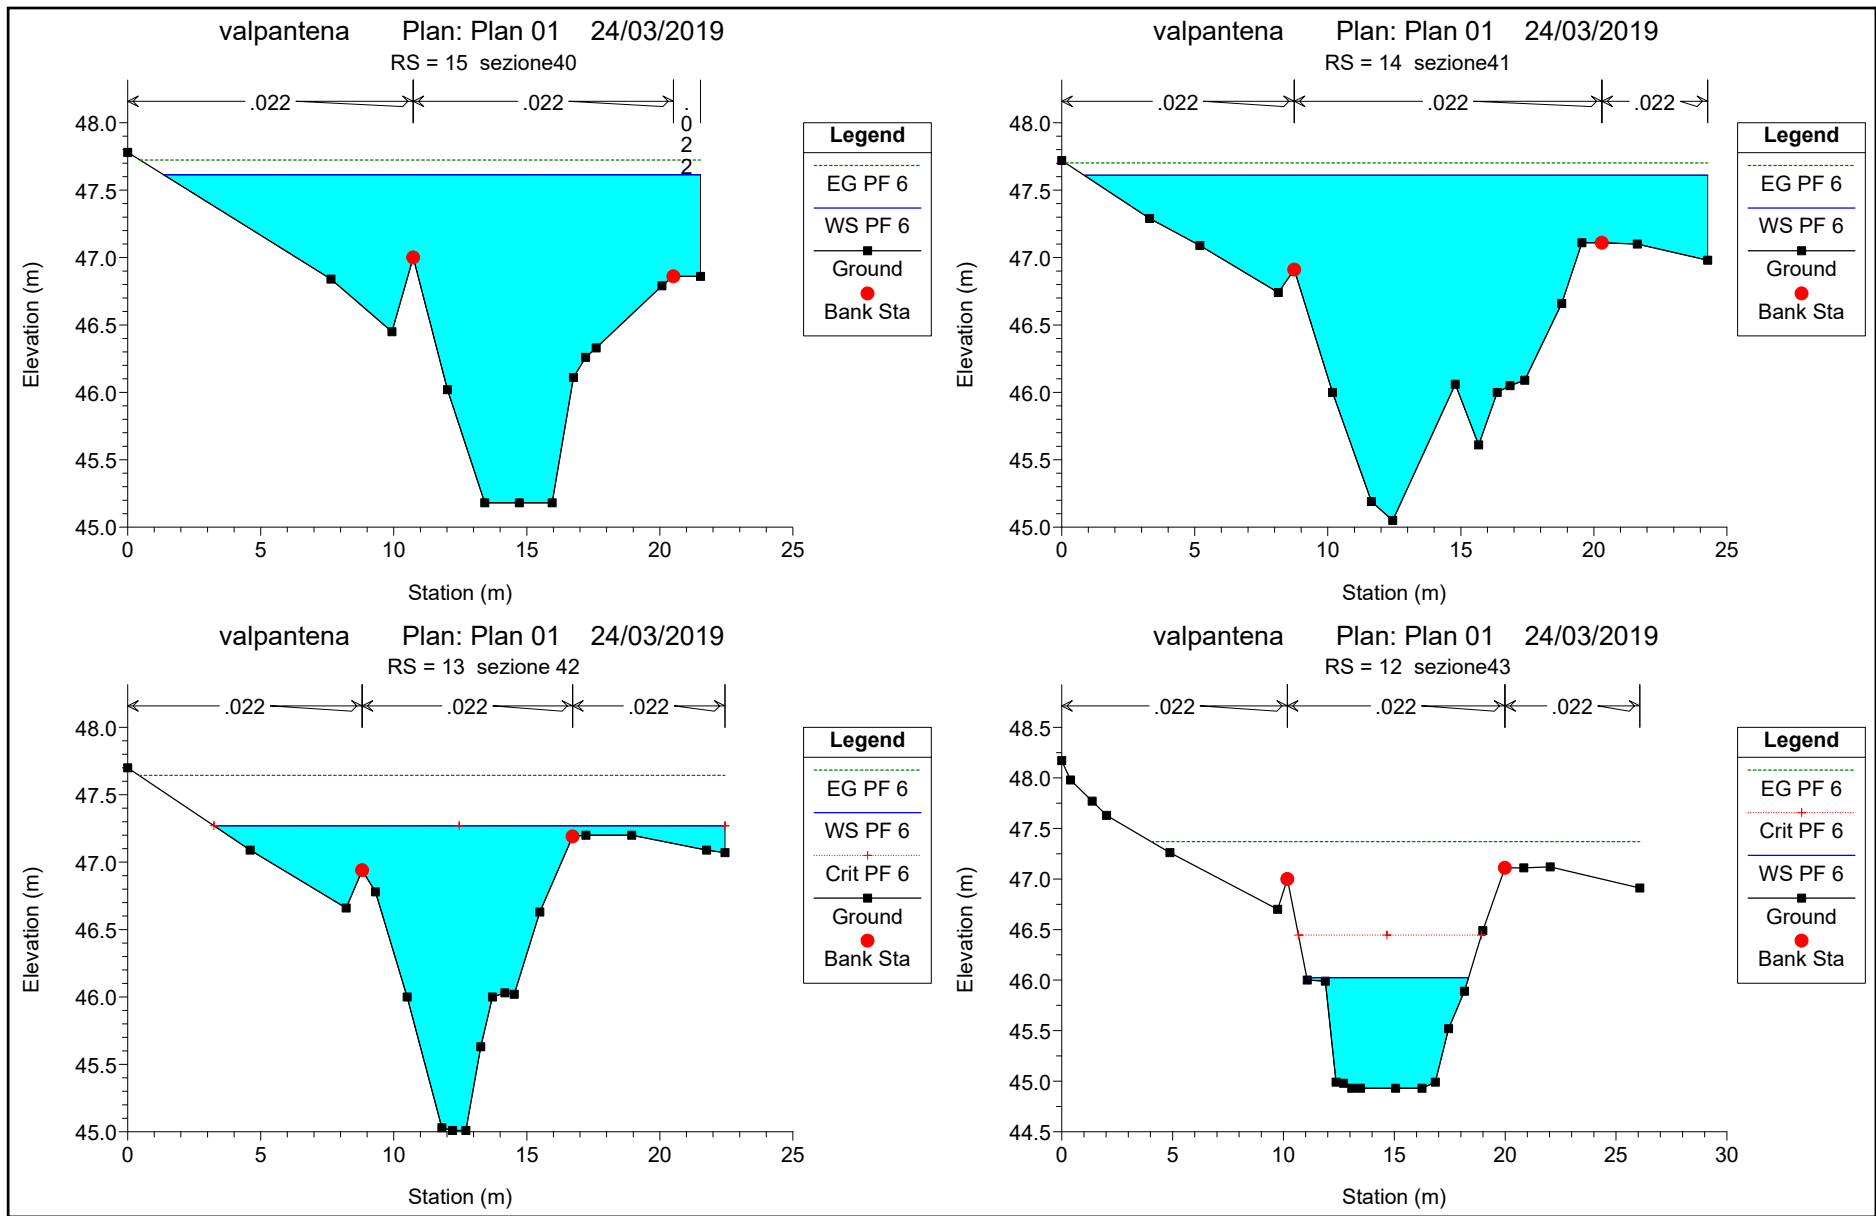 valpantena Plan: Plan 01 24/03/2019
RS = 15 sezione40
.022 .022 .022
48.0
47.5
47.0
46.5
46.0
45.5
45.0
0 5 10 15 20 25
Elevation (m)
Station (m)
Legend
EG PF 6
WS PF 6
Ground
Bank Sta
valpantena Plan: Plan 01 24/03/2019
RS = 14 sezione41
.022 .022 .022
48.0
47.5
47.0
46.5
46.0
45.5
45.0
0 5 10 15 20 25
Elevation (m)
Station (m)
Legend
EG PF 6
WS PF 6
Ground
Bank Sta
valpantena Plan: Plan 01 24/03/2019
RS = 13 sezione 42
.022 .022 .022
48.0
47.5
47.0
46.5
46.0
45.5
45.0
0 5 10 15 20 25
Elevation (m)
Station (m)
Legend
EG PF 6
WS PF 6
Crit PF 6
Ground
Bank Sta
valpantena Plan: Plan 01 24/03/2019
RS = 12 sezione43
.022 .022 .022
48.5
48.0
47.5
47.0
46.5
46.0
45.5
45.0
44.5
0 5 10 15 20 25 30
Elevation (m)
Station (m)
Legend
EG PF 6
Crit PF 6
WS PF 6
Ground
Bank Sta